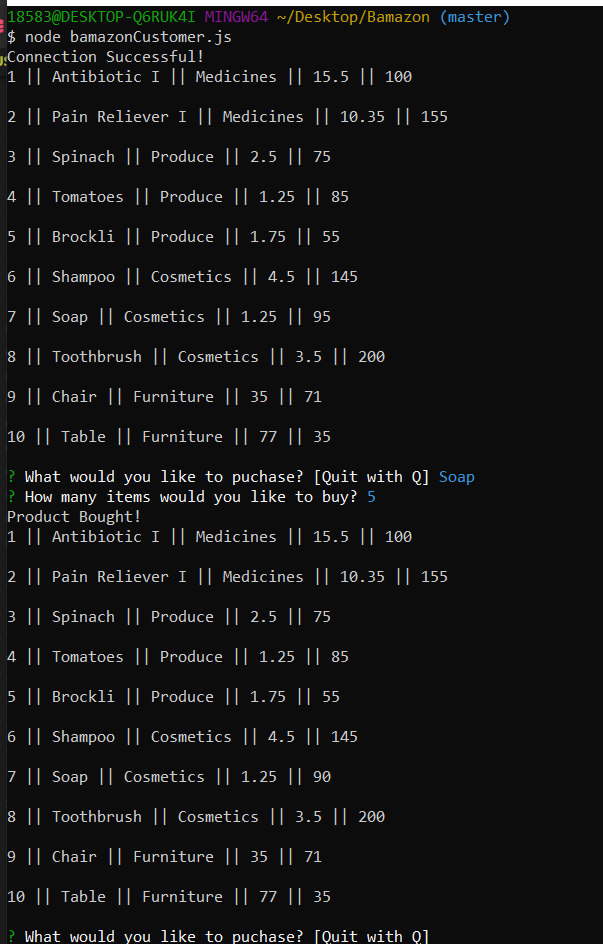 18583@DESKTOP-Q6RUK4I MINGW64 ~/Desktop/Bamazon (master)
$ node bamazonCustomer.js
Connection Successful!
1 || Antibiotic I || Medicines || 15.5 || 100
2 || Pain Reliever I || Medicines || 10.35 || 155
3 || Spinach || Produce || 2.5 || 75
4 || Tomatoes || Produce || 1.25 || 85
5 || Brockli || Produce || 1.75 || 55
6 || Shampoo || Cosmetics || 4.5 || 145
7 || Soap || Cosmetics || 1.25 || 95
8 || Toothbrush || Cosmetics || 3.5 || 200
9 || Chair || Furniture || 35 || 71
10 || Table || Furniture || 77 || 35
? What would you like to puchase? [Quit with Q] Soap
? How many items would you like to buy? 5
Product Bought!
1 || Antibiotic I || Medicines || 15.5 || 100
2 || Pain Reliever I || Medicines || 10.35 || 155
3 || Spinach || Produce || 2.5 || 75
4 || Tomatoes || Produce || 1.25 || 85
5 || Brockli || Produce || 1.75 || 55
6 || Shampoo || Cosmetics || 4.5 || 145
7 || Soap || Cosmetics || 1.25 || 90
8 || Toothbrush || Cosmetics || 3.5 || 200
9 || Chair || Furniture || 35 || 71
10 || Table || Furniture || 77 || 35
? What would you like to puchase? [Quit with Q]